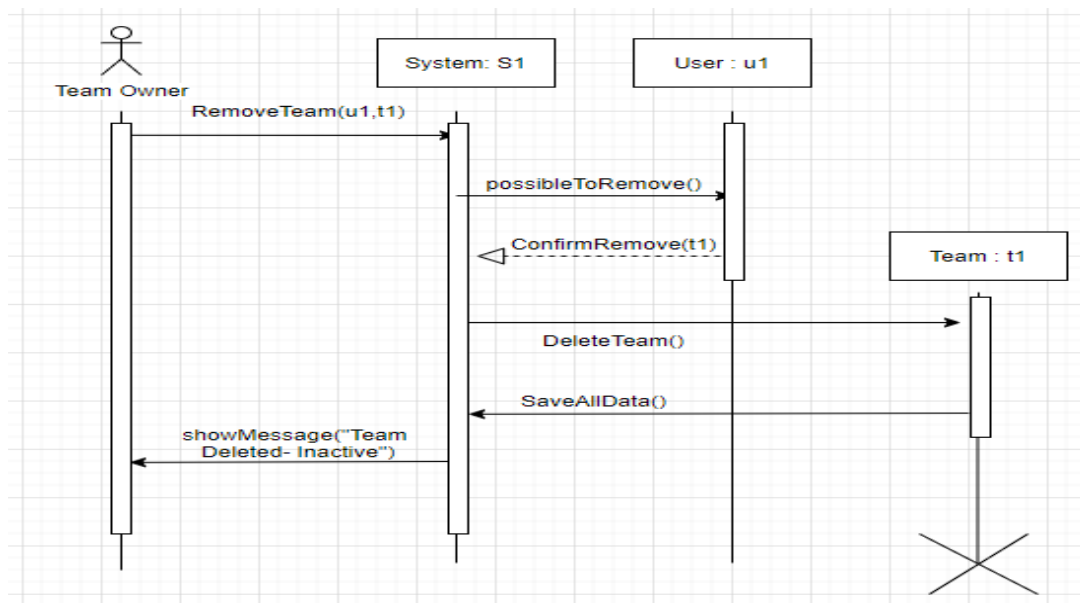 System: S1
User : u1
Team Owner
RemoveTeam(u1,t1)
possibleToRemove()
ConfirmRemove(t1)
Team : t1
DeleteTeam()
SaveAllData()
showMessage("Team
Deleted- Inactive")